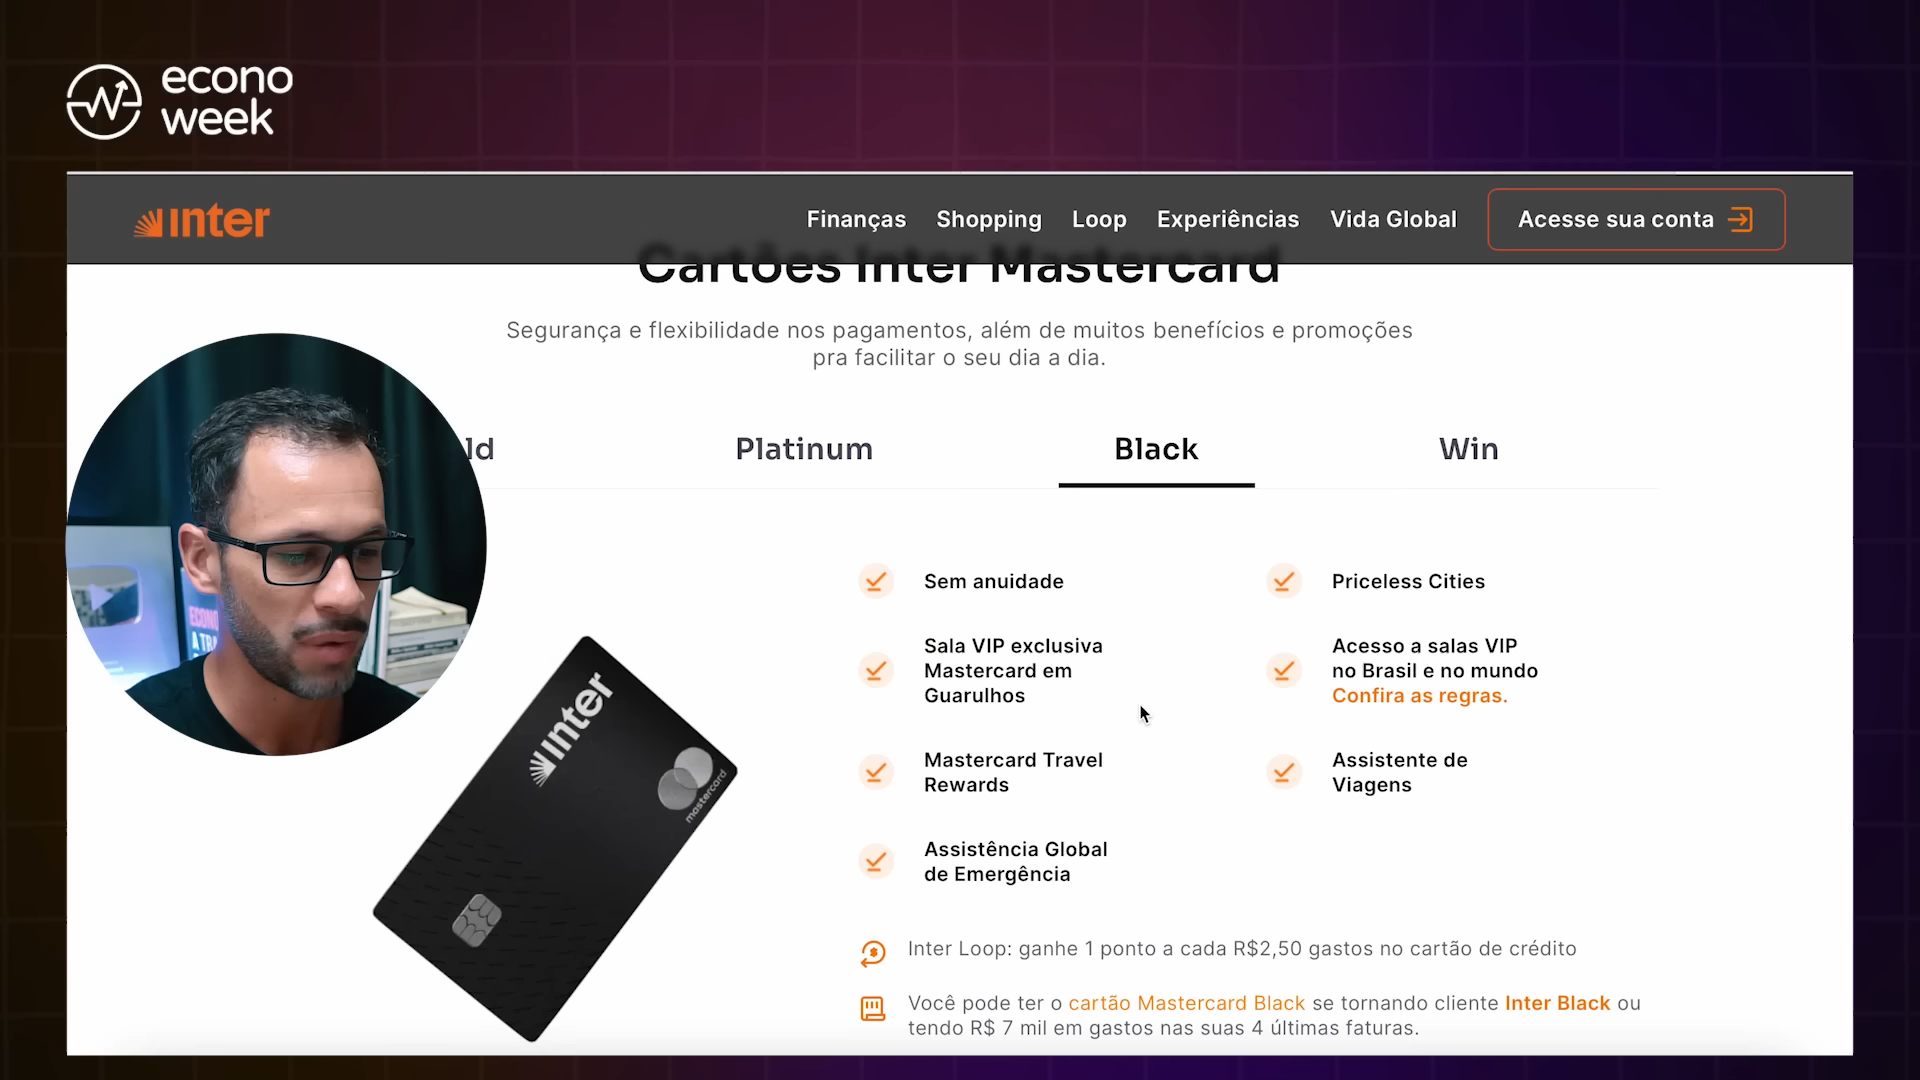 econo
week
inter
Finanças Shopping Loop Experiências Vida Global Acesse sua conta
Cartões Inter Mastercard
Segurança e flexibilidade nos pagamentos, além de muitos benefícios e promoções
pra facilitar o seu dia a dia.
ld Platinum Black Win
Sem anuidade
Priceless Cities
Sala VIP exclusiva
Mastercard em
Guarulhos
Acesso a salas VIP
no Brasil e no mundo
Confira as regras.
Mastercard Travel
Rewards
Assistente de
Viagens
Assistência Global
de Emergência
Inter Loop: ganhe 1 ponto a cada R$2,50 gastos no cartão de crédito
Você pode ter o cartão Mastercard Black se tornando cliente Inter Black ou
tendo R$ 7 mil em gastos nas suas 4 últimas faturas.
inter
mastercard